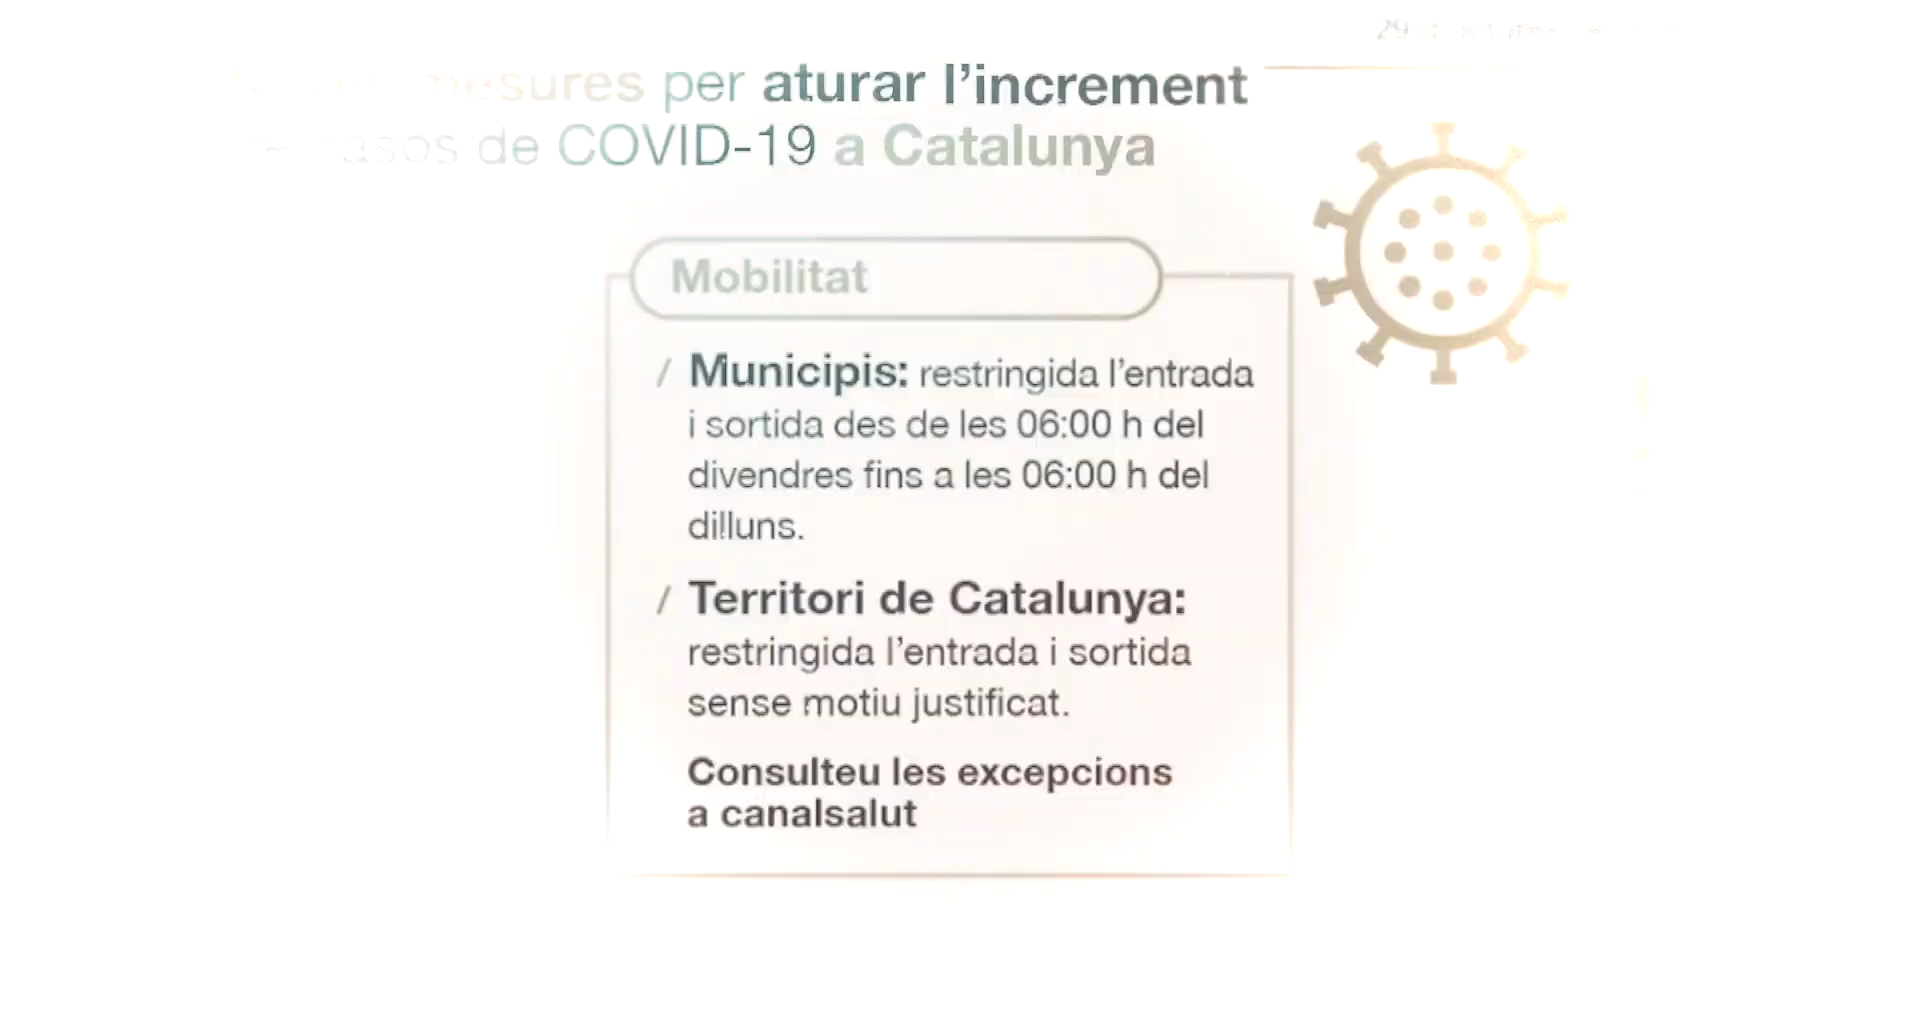 29
mesures per aturar l’increment
casos de COVID-19 a Catalunya
Mobilitat
/ Municipis: restringida l’entrada
i sortida des de les 06:00 h del
divendres fins a les 06:00 h del
dilluns.
/ Territori de Catalunya:
restringida l’entrada i sortida
sense motiu justificat.
Consulteu les excepcions
a canalsalut